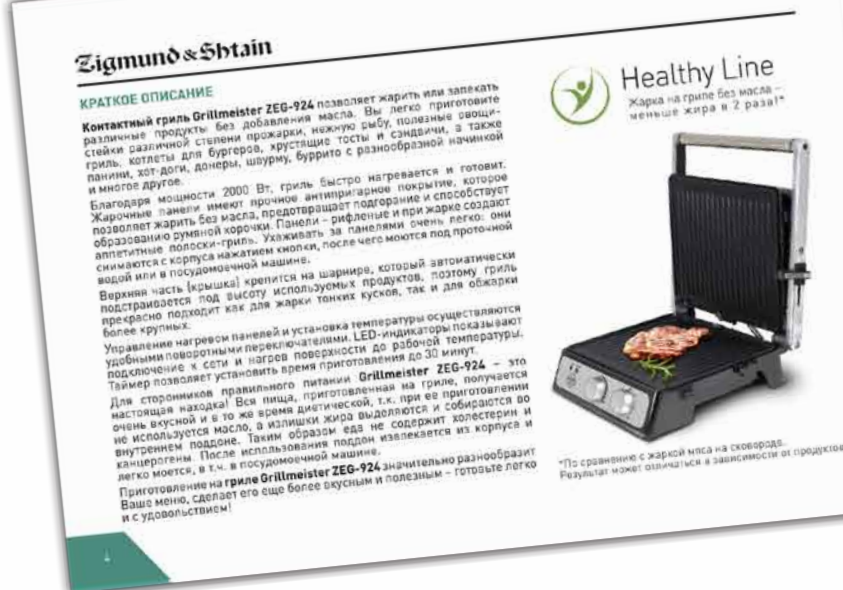 Zigmund & Shtain
КРАТКОЕ ОПИСАНИЕ
Контактный гриль Grillmeister ZEG-924 позволяет жарить или запекать
различные продукты без добавления масла. Вы легко приготовите
стейки различной степени прожарки, нежную рыбу, полезные овощи-
гриль, котлеты для бургеров, хрустящие тосты и сэндвичи, а также
панини, хот-доги, донеры, шаурму, буррито с разнообразной начинкой
и многое другое.
Благодаря мощности 2000 Вт, гриль быстро нагревается и готовит.
Жарочные панели имеют прочное антипригарное покрытие, которое
позволяет жарить без масла, предотвращает подгорание и способствует
образованию румяной корочки. Панели – рифленые и при жарке создают
аппетитные полоски-гриль. Ухаживать за панелями очень легко: они
снимаются с корпуса нажатием кнопки, после чего моются под проточной
водой или в посудомоечной машине.
Верхняя часть (крышка) крепится на шарнире, который автоматически
подстраивается под высоту используемых продуктов, поэтому гриль
прекрасно подходит как для жарки тонких кусков, так и для обжарки
более крупных.
Управление нагревом панелей и установка температуры осуществляются
удобными поворотными переключателями. LED-индикаторы показывают
подключение к сети и нагрев поверхности до рабочей температуры.
Таймер позволяет установить время приготовления до 30 минут.
Для сторонников правильного питании Grillmeister ZEG-924 – это
настоящая находка! Вся пища, приготовленная на гриле, получается
очень вкусной и в то же время диетической, т.к. при ее приготовлении
не используется масло, а излишки жира выделяются и собираются во
внутреннем поддоне. Таким образом еда не содержит холестерин и
канцерогены. После использования поддон извлекается из корпуса и
легко моется, в т.ч. в посудомоечной машине.
Приготовление на гриле Grillmeister ZEG-924 значительно разнообразит
Ваше меню, сделает его еще более вкусным и полезным – готовьте легко
и с удовольствием!
4
Healthy Line
Жарка на гриле без масла –
меньше жира в 2 раза!*
*По сравнению с жаркой мяса на сковороде.
Результат может отличаться в зависимости от продуктов